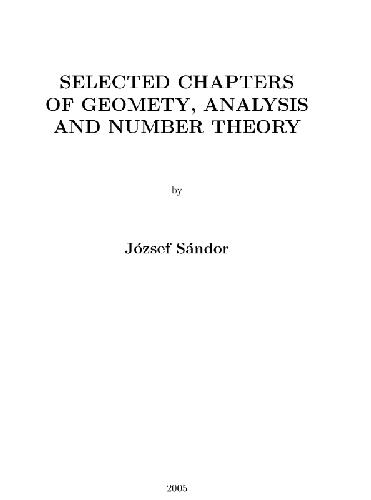 SELECTED CHAPTERS
OF GEOMETY, ANALYSIS
AND NUMBER THEORY
by
József Sándor
2005